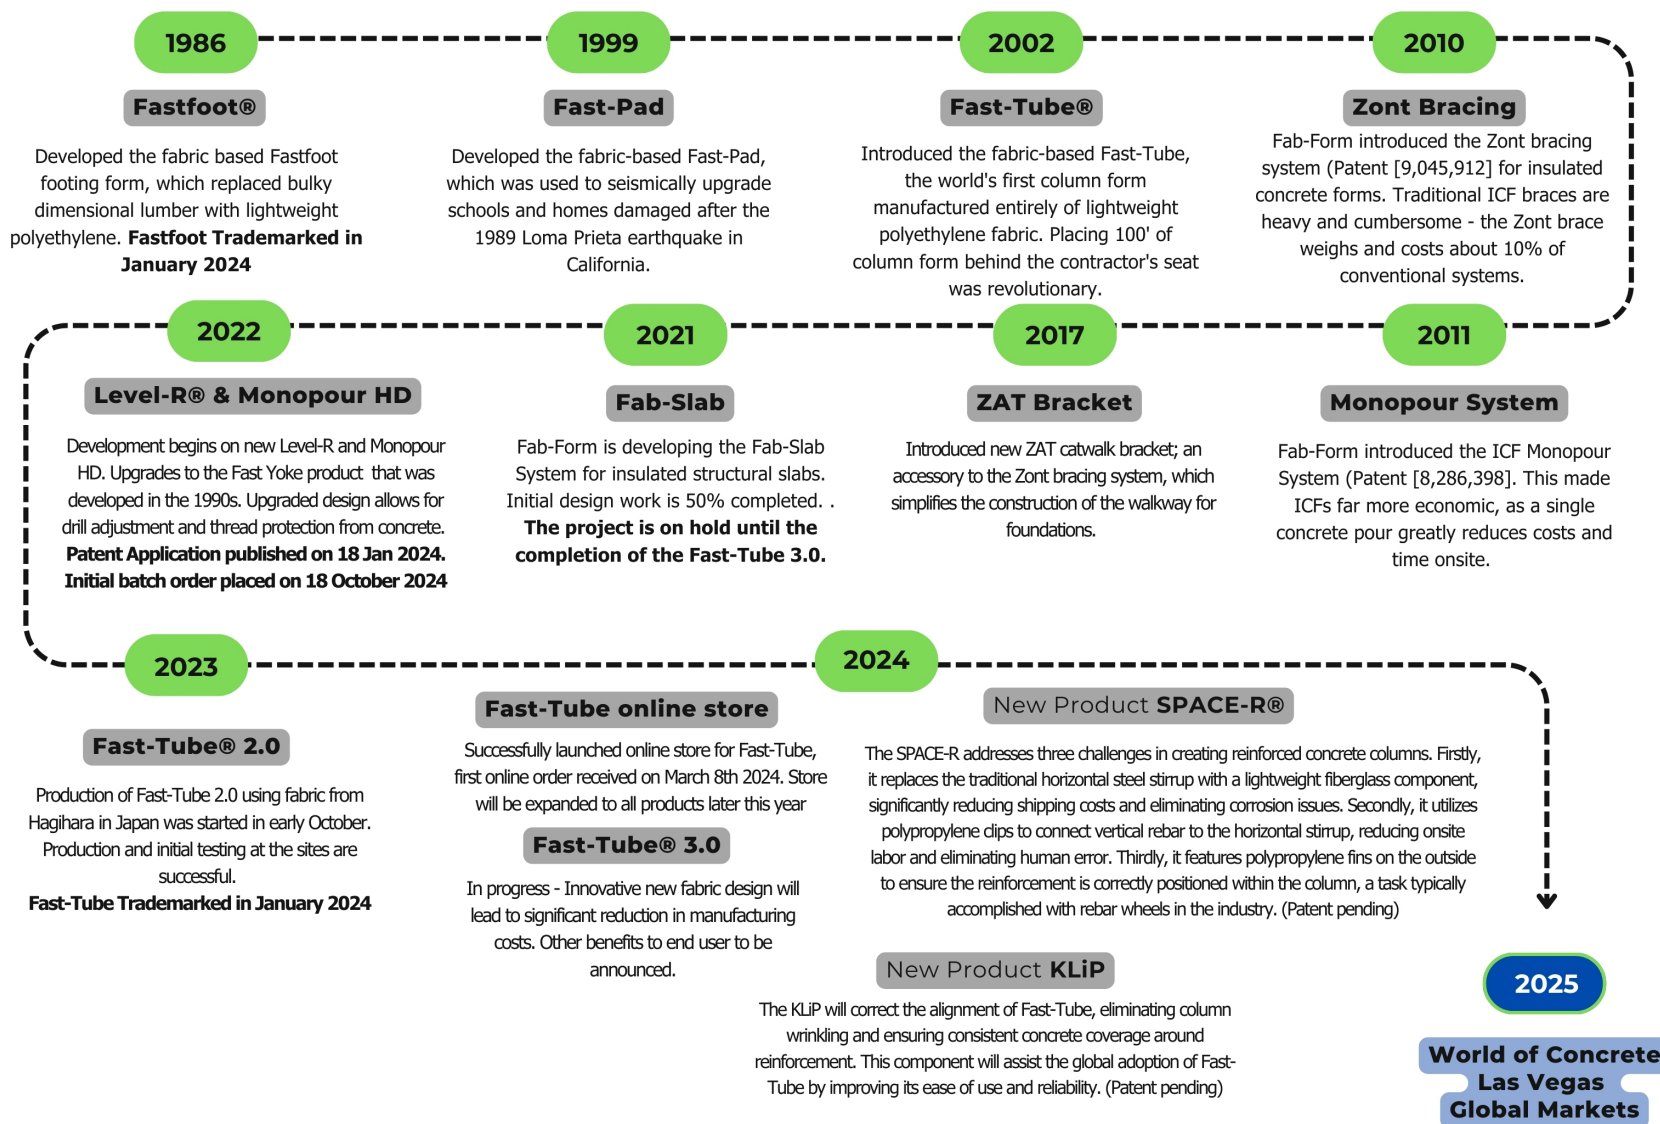 1986
Fastfoot®
Developed the fabric based Fastfoot
footing form, which replaced bulky
dimensional lumber with lightweight
polyethylene. Fastfoot Trademarked in
January 2024
1999
Fast-Pad
Developed the fabric-based Fast-Pad,
which was used to seismically upgrade
schools and homes damaged after the
1989 Loma Prieta earthquake in
California.
2002
Fast-Tube®
Introduced the fabric-based Fast-Tube,
the world's first column form
manufactured entirely of lightweight
polyethylene fabric. Placing 100' of
column form behind the contractor's seat
was revolutionary.
2010
Zont Bracing
Fab-Form introduced the Zont bracing
system (Patent [9,045,912] for insulated
concrete forms. Traditional ICF braces are
heavy and cumbersome - the Zont brace
weighs and costs about 10% of
conventional systems.
2011
Monopour System
Fab-Form introduced the ICF Monopour
System (Patent [8,286,398]. This made
ICFs far more economic, as a single
concrete pour greatly reduces costs and
time onsite.
2017
ZAT Bracket
Introduced new ZAT catwalk bracket; an
accessory to the Zont bracing system, which
simplifies the construction of the walkway for
foundations.
2021
Fab-Slab
Fab-Form is developing the Fab-Slab
System for insulated structural slabs.
Initial design work is 50% completed. .
The project is on hold until the
completion of the Fast-Tube 3.0.
2022
Level-R® & Monopour HD
Development begins on new Level-R and Monopour
HD. Upgrades to the Fast Yoke product that was
developed in the 1990s. Upgraded design allows for
drill adjustment and thread protection from concrete.
Patent Application published on 18 Jan 2024.
Initial batch order placed on 18 October 2024
2023
Fast-Tube® 2.0
Production of Fast-Tube 2.0 using fabric from
Hagihara in Japan was started in early October.
Production and initial testing at the sites are
successful.
Fast-Tube Trademarked in January 2024
2024
Fast-Tube online store
Successfully launched online store for Fast-Tube,
first online order received on March 8th 2024. Store
will be expanded to all products later this year
Fast-Tube® 3.0
In progress - Innovative new fabric design will
lead to significant reduction in manufacturing
costs. Other benefits to end user to be
announced.
New Product SPACE-R®
The SPACE-R addresses three challenges in creating reinforced concrete columns. Firstly,
it replaces the traditional horizontal steel stirrup with a lightweight fiberglass component,
significantly reducing shipping costs and eliminating corrosion issues. Secondly, it utilizes
polypropylene clips to connect vertical rebar to the horizontal stirrup, reducing onsite
labor and eliminating human error. Thirdly, it features polypropylene fins on the outside
to ensure the reinforcement is correctly positioned within the column, a task typically
accomplished with rebar wheels in the industry. (Patent pending)
New Product KLiP
The KLiP will correct the alignment of Fast-Tube, eliminating column
wrinkling and ensuring consistent concrete coverage around
reinforcement. This component will assist the global adoption of Fast-
Tube by improving its ease of use and reliability. (Patent pending)
2025
World of Concrete
Las Vegas
Global Markets